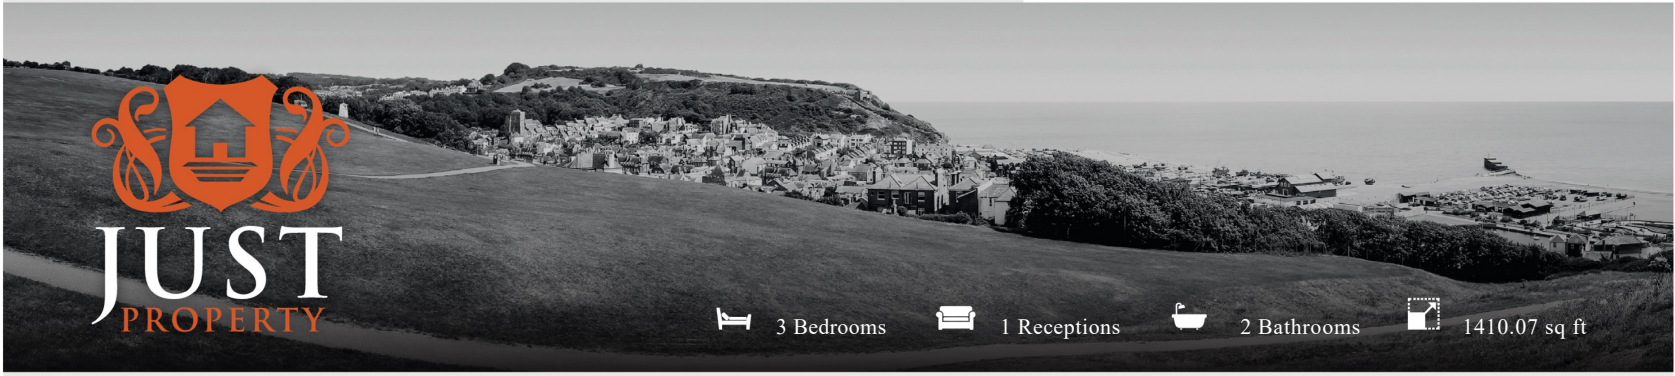 JUST
PROPERTY
3 Bedrooms
1 Receptions
2 Bathrooms
1410.07 sq ft